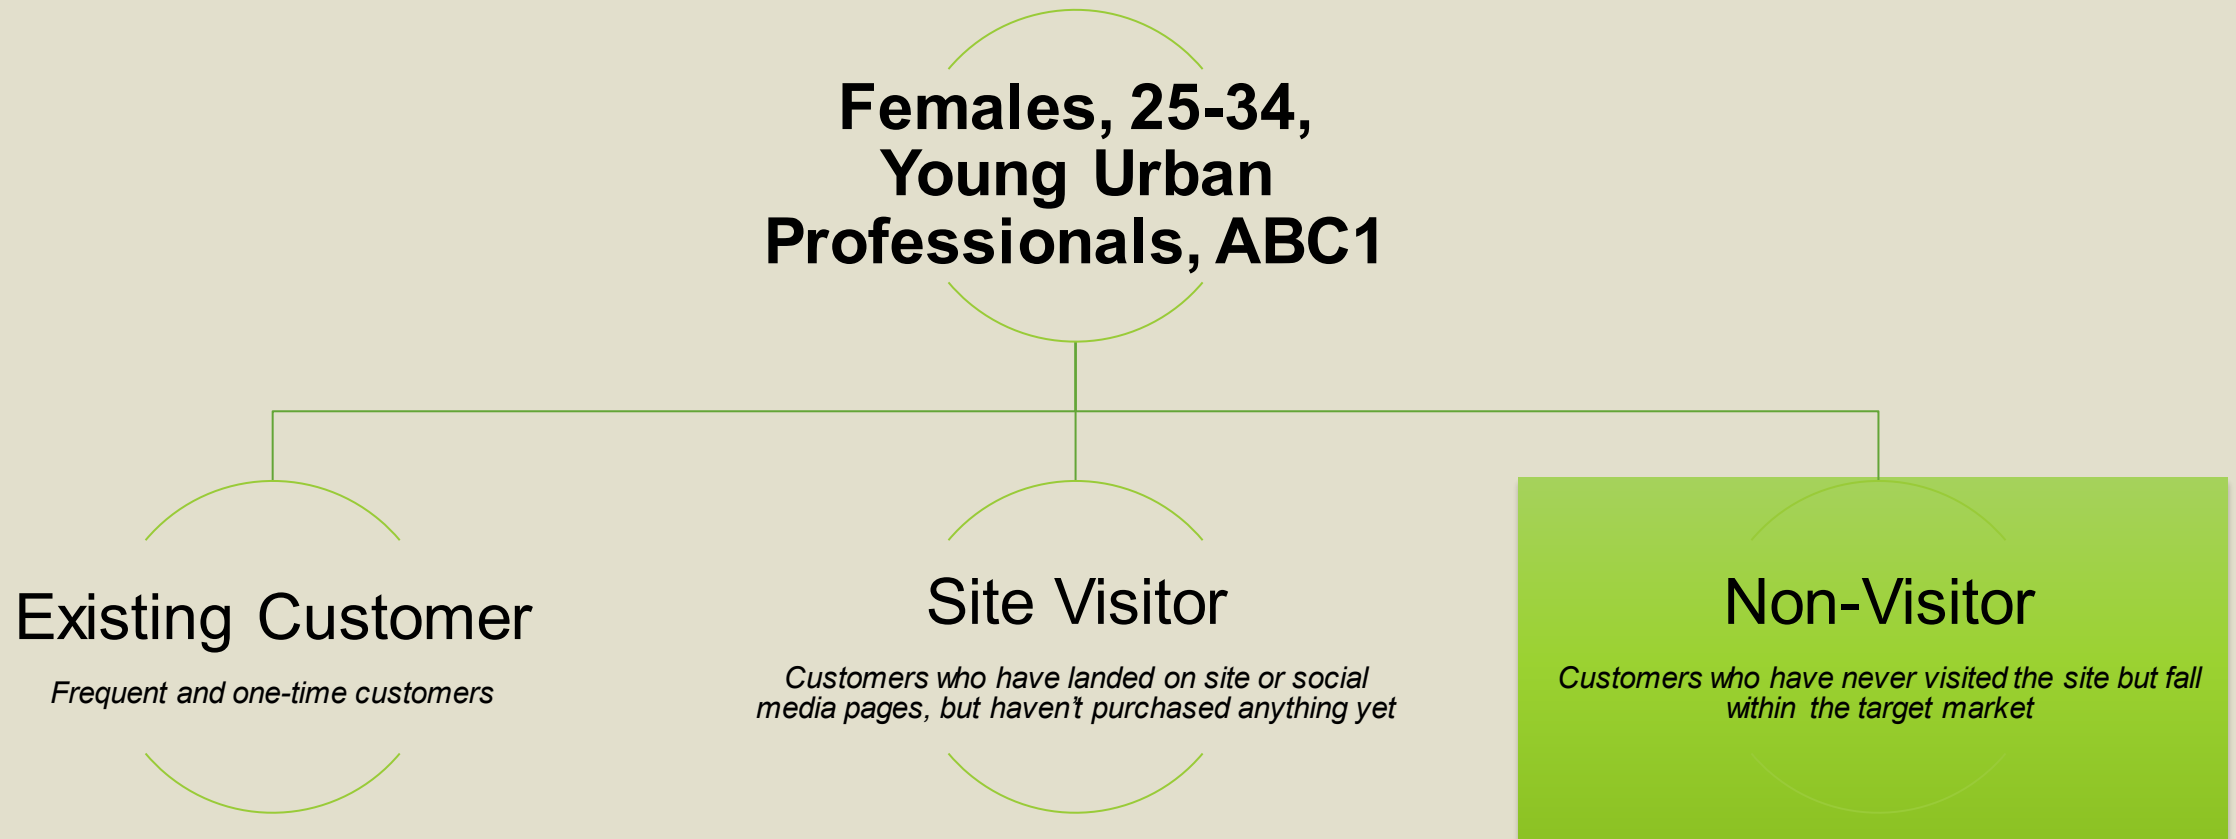 Females, 25-34,
Young Urban
Professionals, ABC1
Existing Customer
Frequent and one-time customers
Site Visitor
Customers who have landed on site or social
media pages, but haven't purchased anything yet
Non-Visitor
Customers who have never visited the site but fall
within the target market